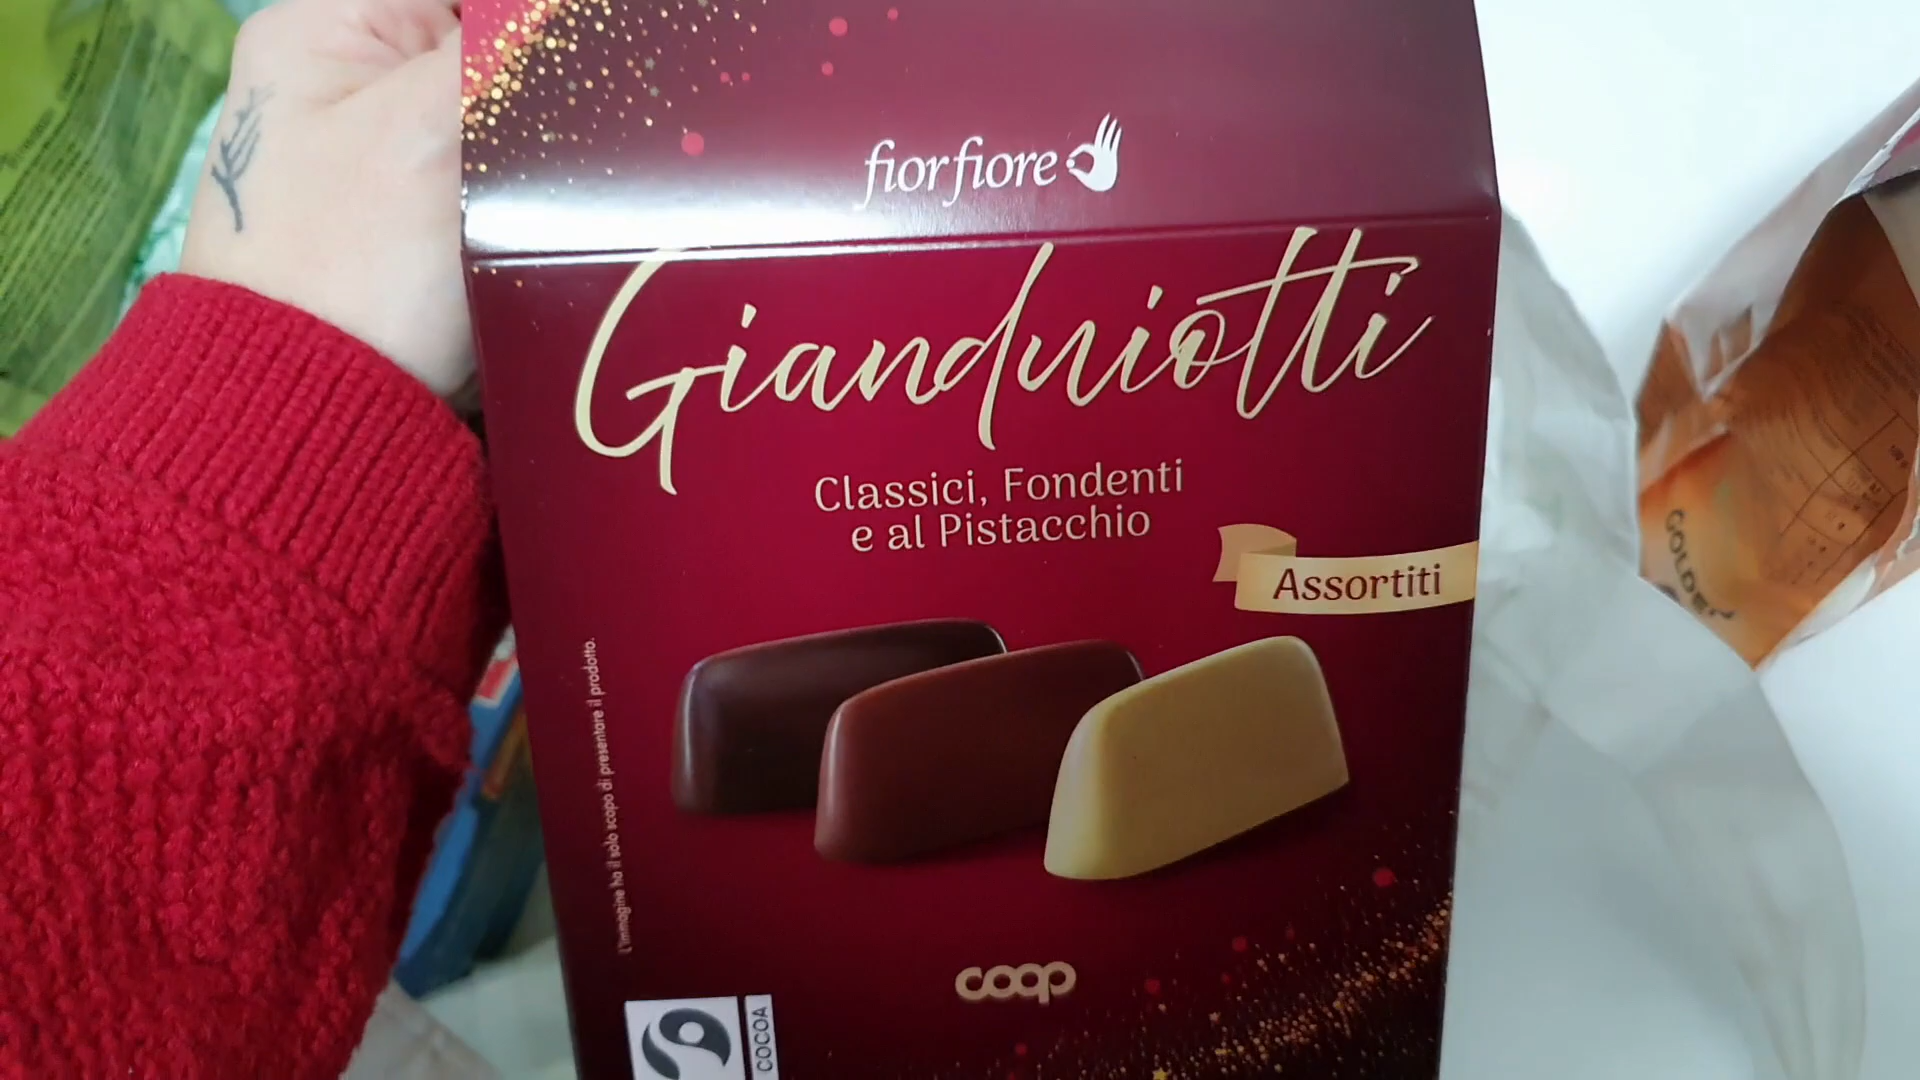 fiorfiore
Gianduiotti
Classici, Fondenti
e al Pistacchio
Assortiti
L'immagine ha il solo scopo di presentare il prodotto.
coop
COCOA